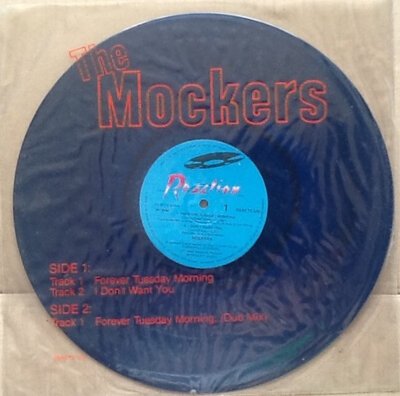 The
Mockers
Reaction
1
SIDE 1:
Track 1 Forever Tuesday Morning
Track 2 I Don't Want You
SIDE 2:
Track 1 Forever Tuesday Morning. (Dub Mix)